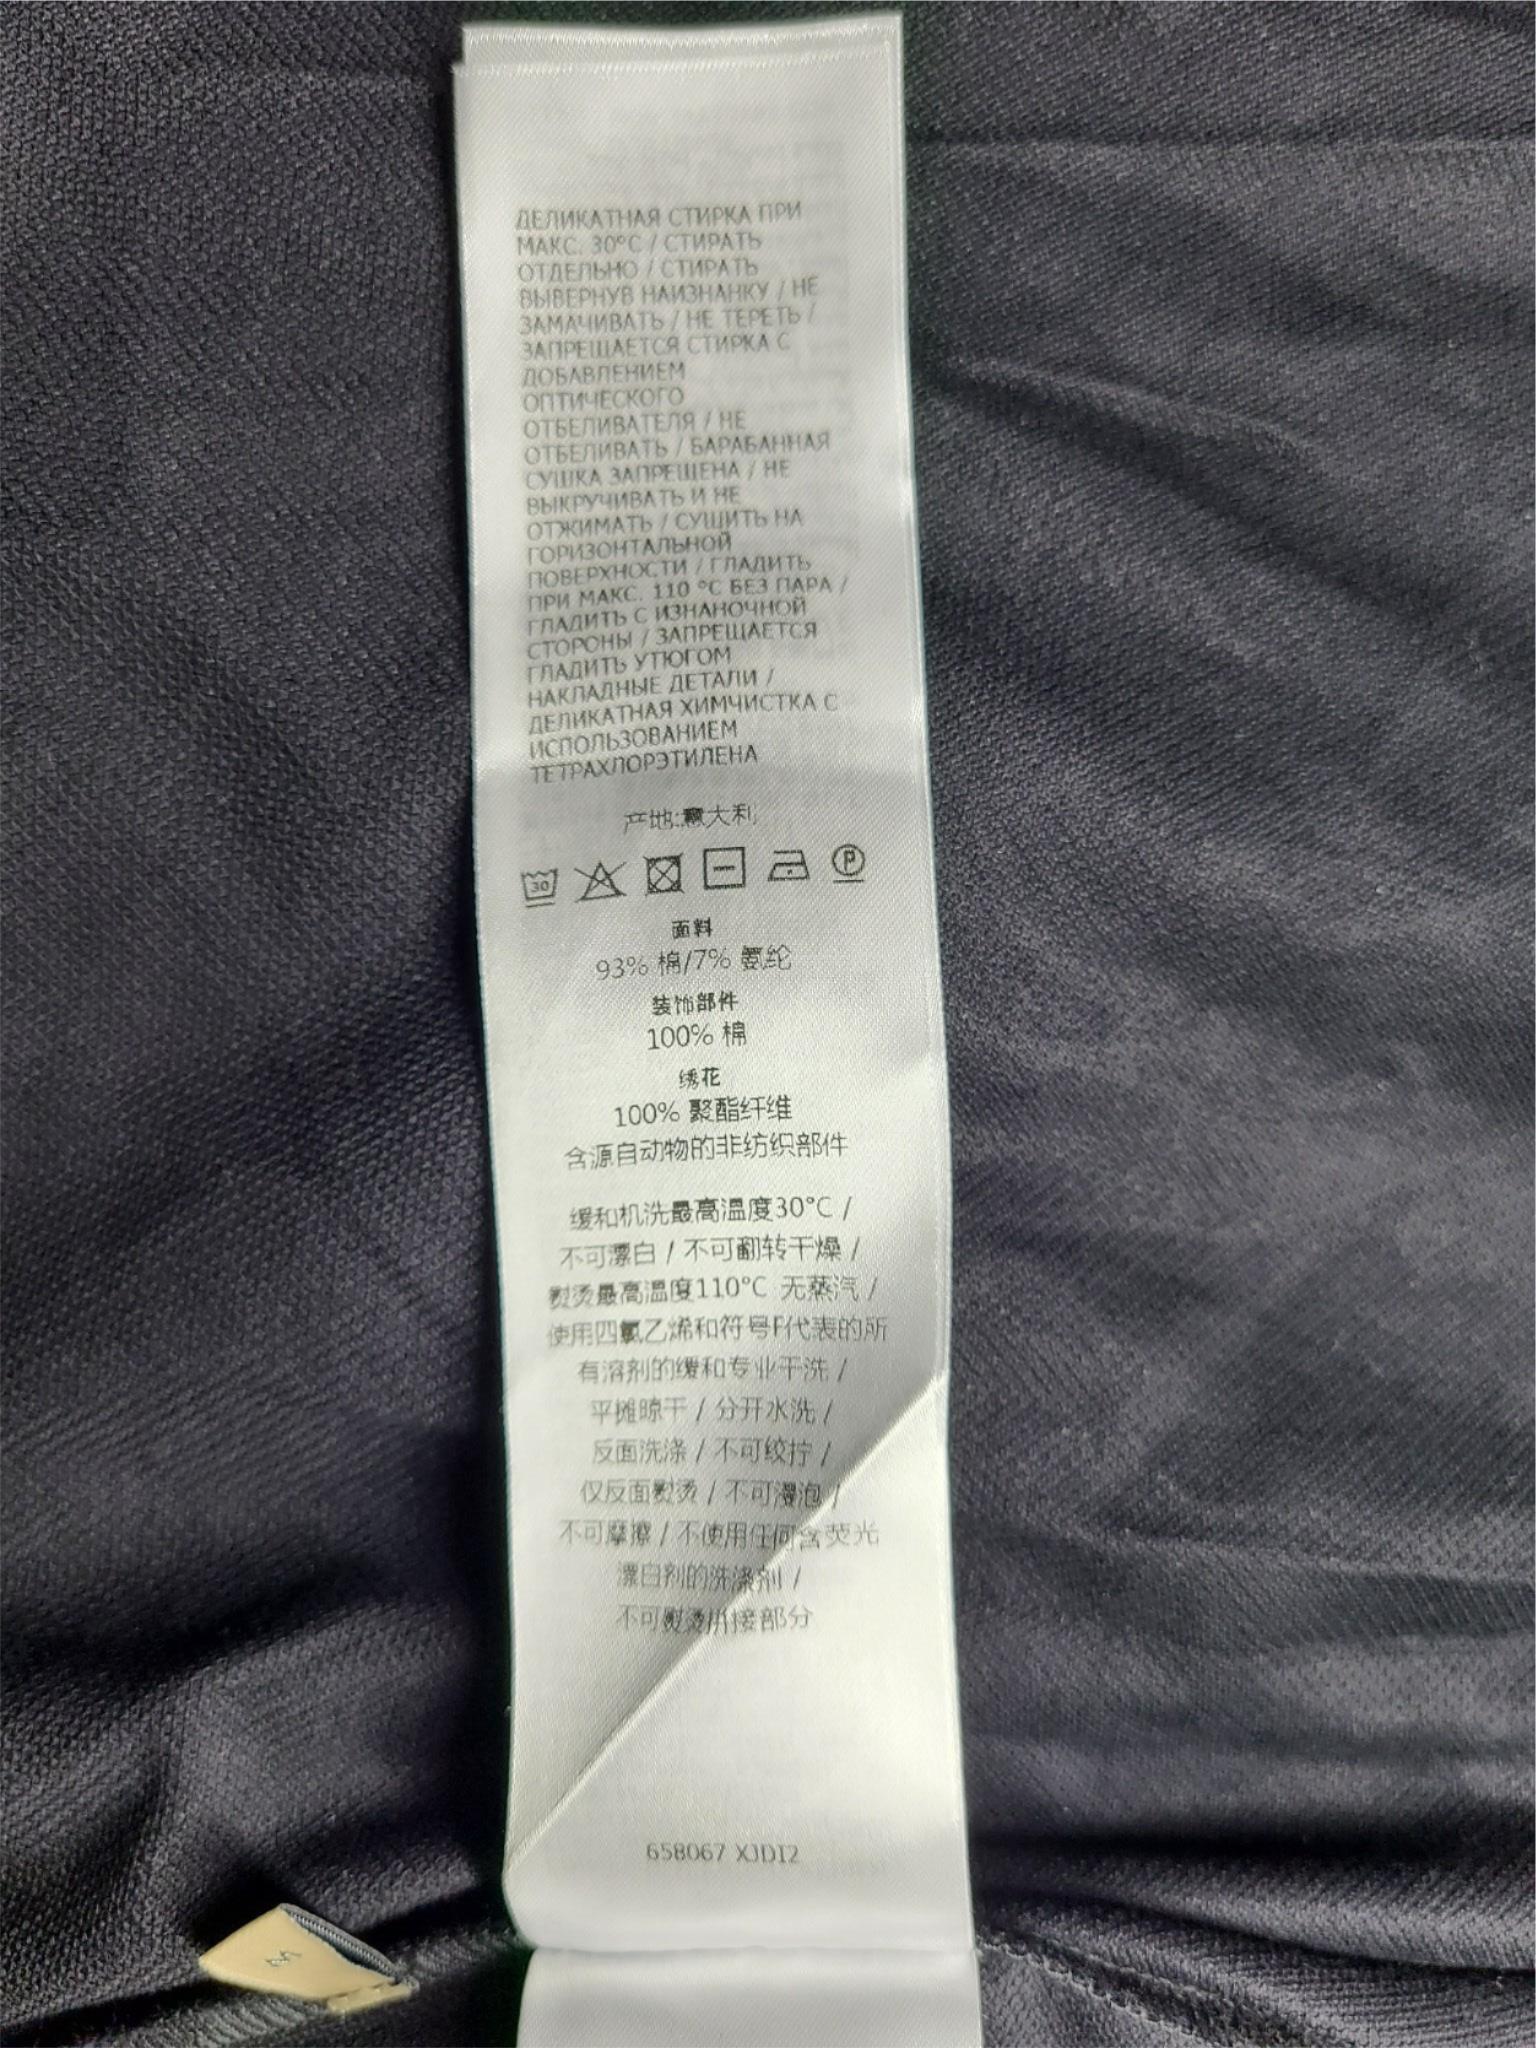 ДЕЛИКАТНАЯ СТИРКА ПРИ
МАКС. 30°C / СТИРАТЬ
ОТДЕЛЬНО / СТИРАТЬ
ВЫВЕРНУВ НАИЗНАНКУ / НЕ
ЗАМАЧИВАТЬ / НЕ ТЕРЕТЬ /
ЗАПРЕЩАЕТСЯ СТИРКА С
ДОБАВЛЕНИЕМ
ОПТИЧЕСКОГО
ОТБЕЛИВАТЕЛЯ / НЕ
ОТБЕЛИВАТЬ / БАРАБАННАЯ
СУШКА ЗАПРЕЩЕНА / НЕ
ВЫКРУЧИВАТЬ И НЕ
ОТЖИМАТЬ / СУШИТЬ НА
ГОРИЗОНТАЛЬНОЙ
ПОВЕРХНОСТИ / ГЛАДИТЬ
ПРИ МАКС. 110 °C БЕЗ ПАРА /
ГЛАДИТЬ С ИЗНАНОЧНОЙ
СТОРОНЫ / ЗАПРЕЩАЕТСЯ
ГЛАДИТЬ УТЮГОМ
НАКЛАДНЫЕ ДЕТАЛИ /
ДЕЛИКАТНАЯ ХИМЧИСТКА С
ИСПОЛЬЗОВАНИЕМ
ТЕТРАХЛОРЭТИЛЕНА
产地:意大利
30 P
面料
93% 棉/7% 氨纶
装饰部件
100% 棉
绣花
100% 聚酯纤维
含源自动物的非纺织部件
缓和机洗最高温度30°C /
不可漂白 / 不可翻转干燥 /
熨烫最高温度110°C 无蒸汽 /
使用四氯乙烯和符号F代表的所
有溶剂的缓和专业干洗 /
平摊晾干 / 分开水洗 /
反面洗涤 / 不可绞拧 /
仅反面熨烫 / 不可浸泡 /
不可摩擦 / 不使用任何含荧光
漂白剂的洗涤剂 /
不可熨烫拼接部分
658067 XJDI2
M